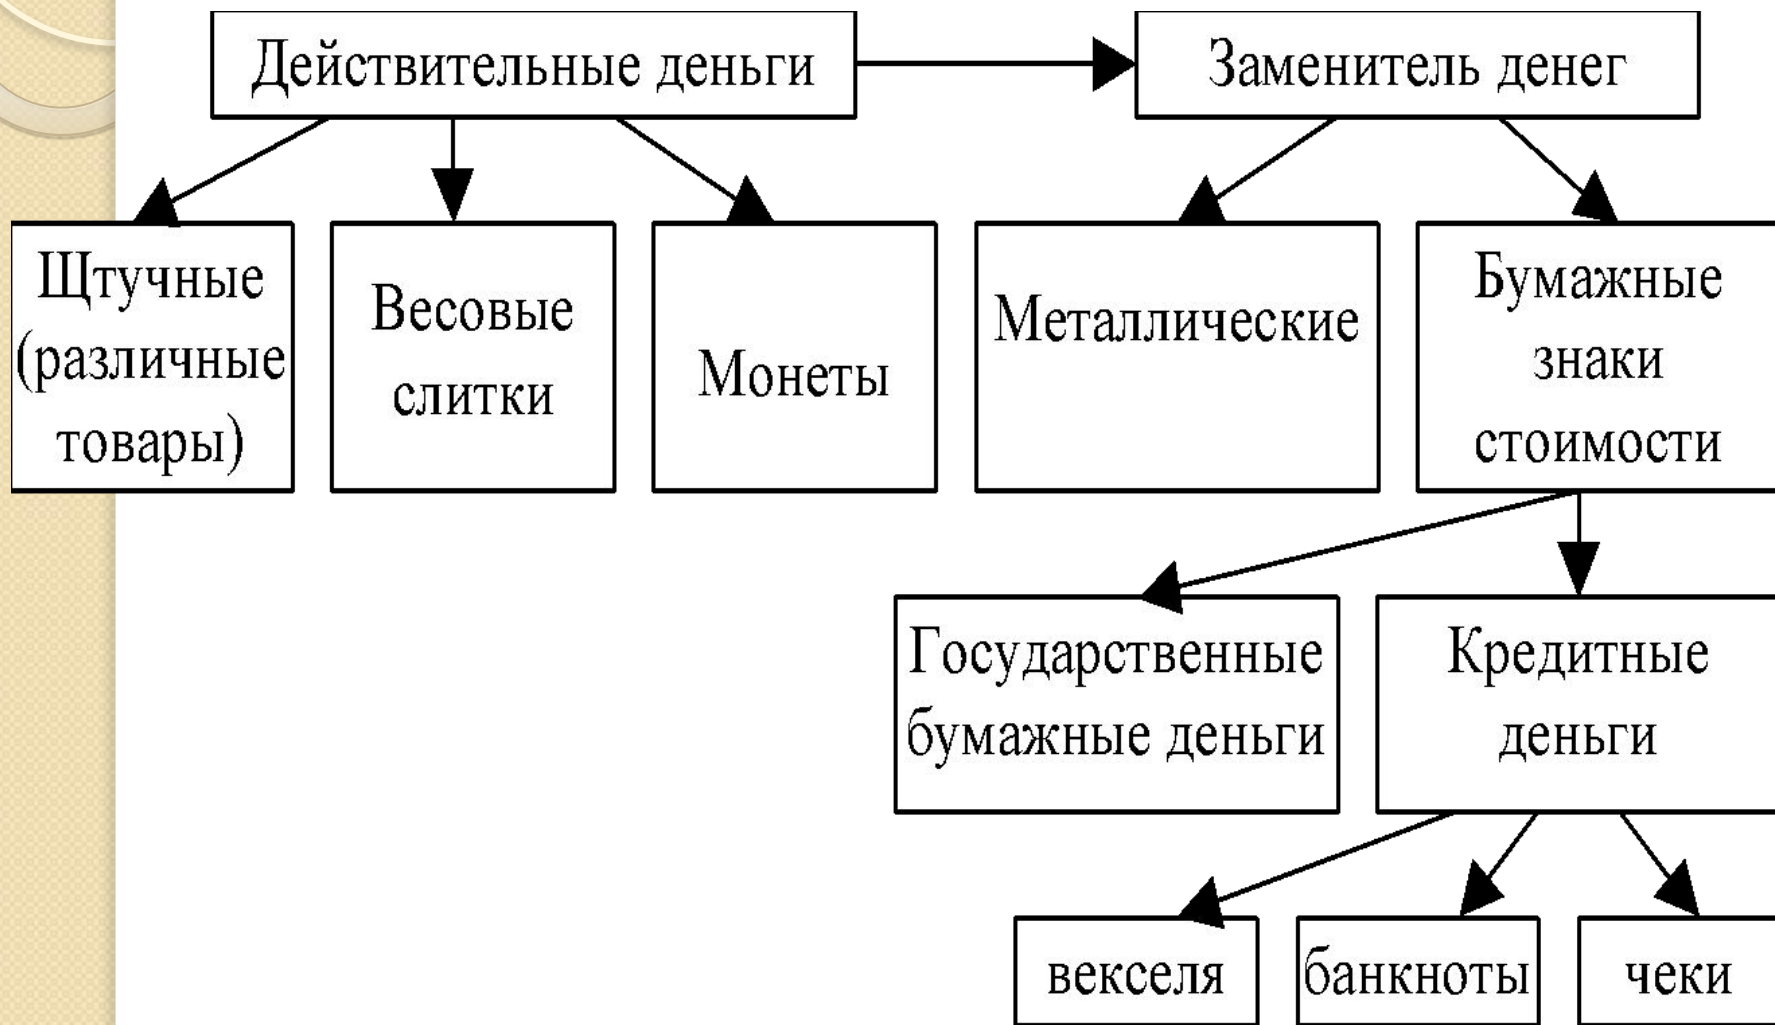 Действительные деньги
Заменитель денег
Щтучные
(различные
товары)
Весовые
слитки
Монеты
Металлические
Бумажные
знаки
стоимости
Государственные
бумажные деньги
Кредитные
деньги
векселя
банкноты
чеки